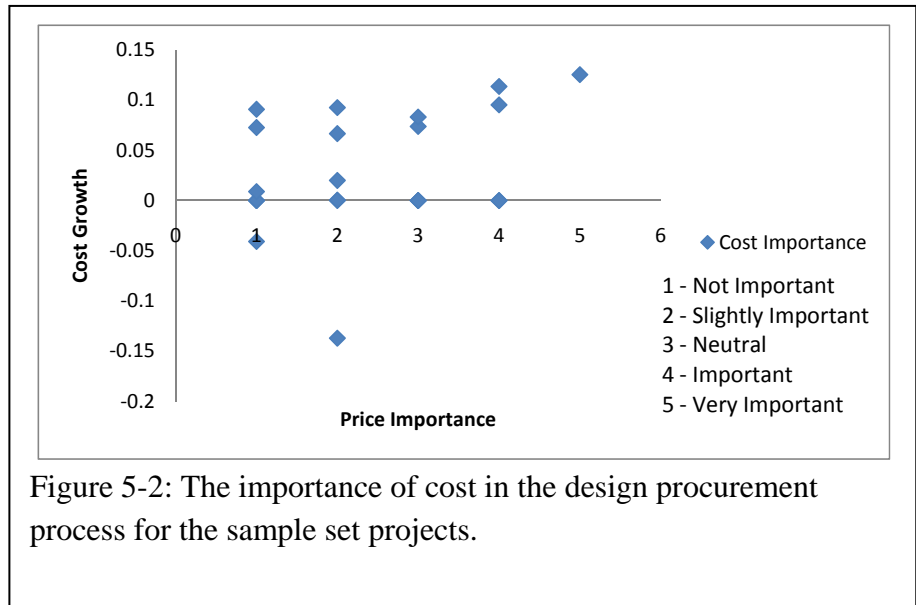 0.15
0.1
0.05
0
-0.05
-0.1
-0.15
-0.2
0 1 2 3 4 5 6
Cost Growth
Price Importance
Cost Importance
1 - Not Important
2 - Slightly Important
3 - Neutral
4 - Important
5 - Very Important
Figure 5-2: The importance of cost in the design procurement
process for the sample set projects.